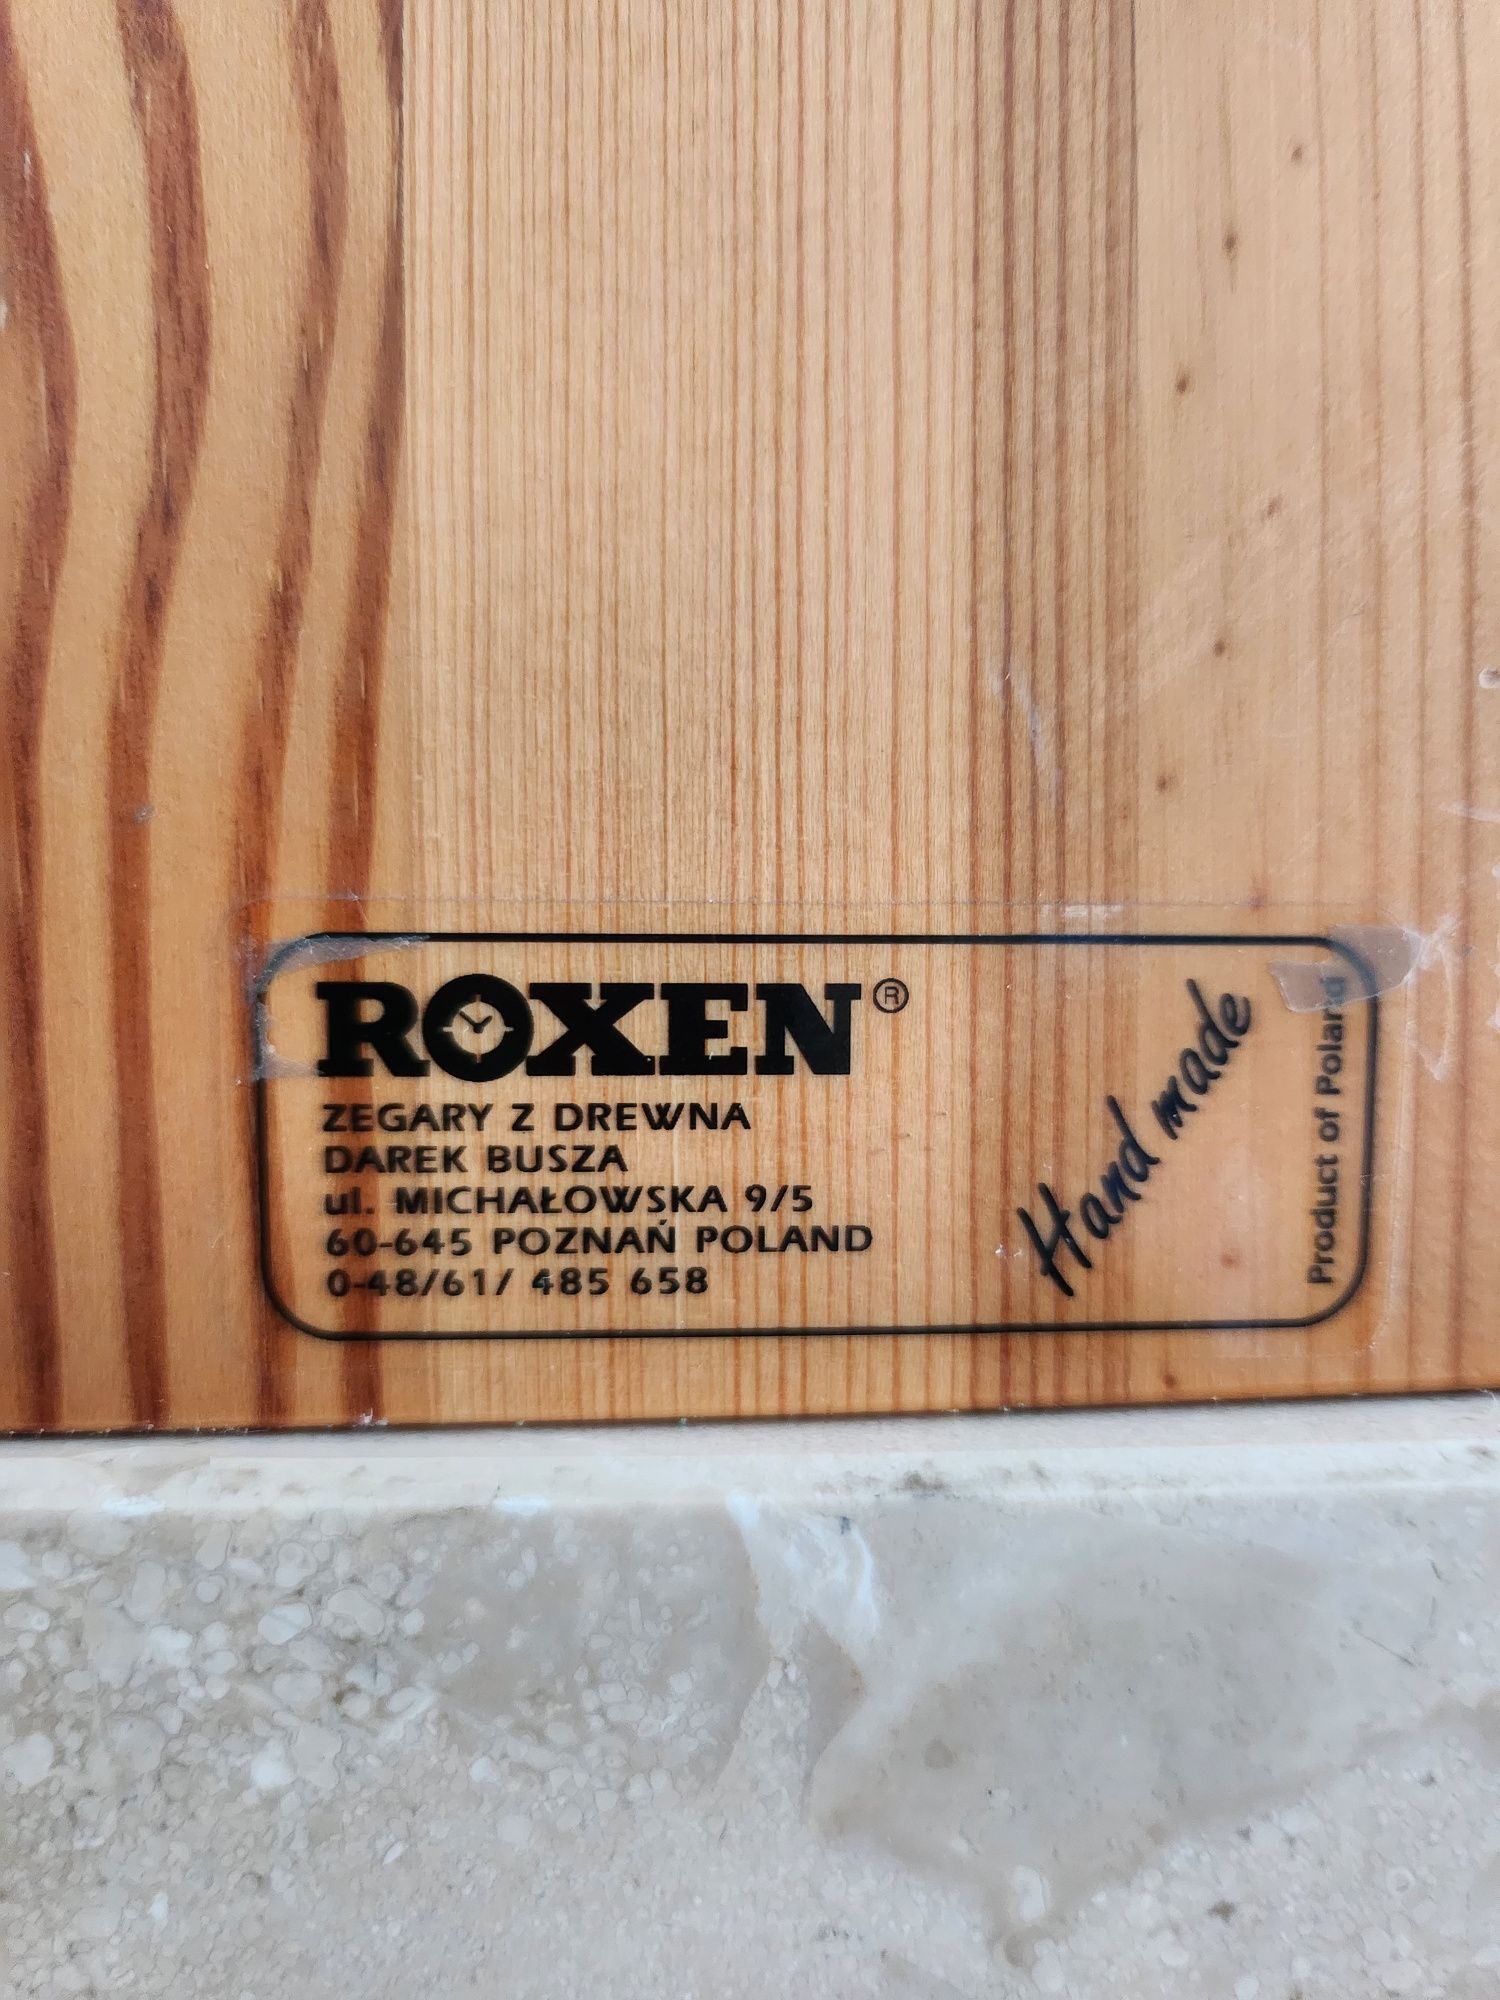 ROXEN®
ZEGARY Z DREWNA
DAREK BUSZA
ul. MICHAŁOWSKA 9/5
60-645 POZNAŃ POLAND
0-48/61/ 485 658
Hand made
Product of Poland